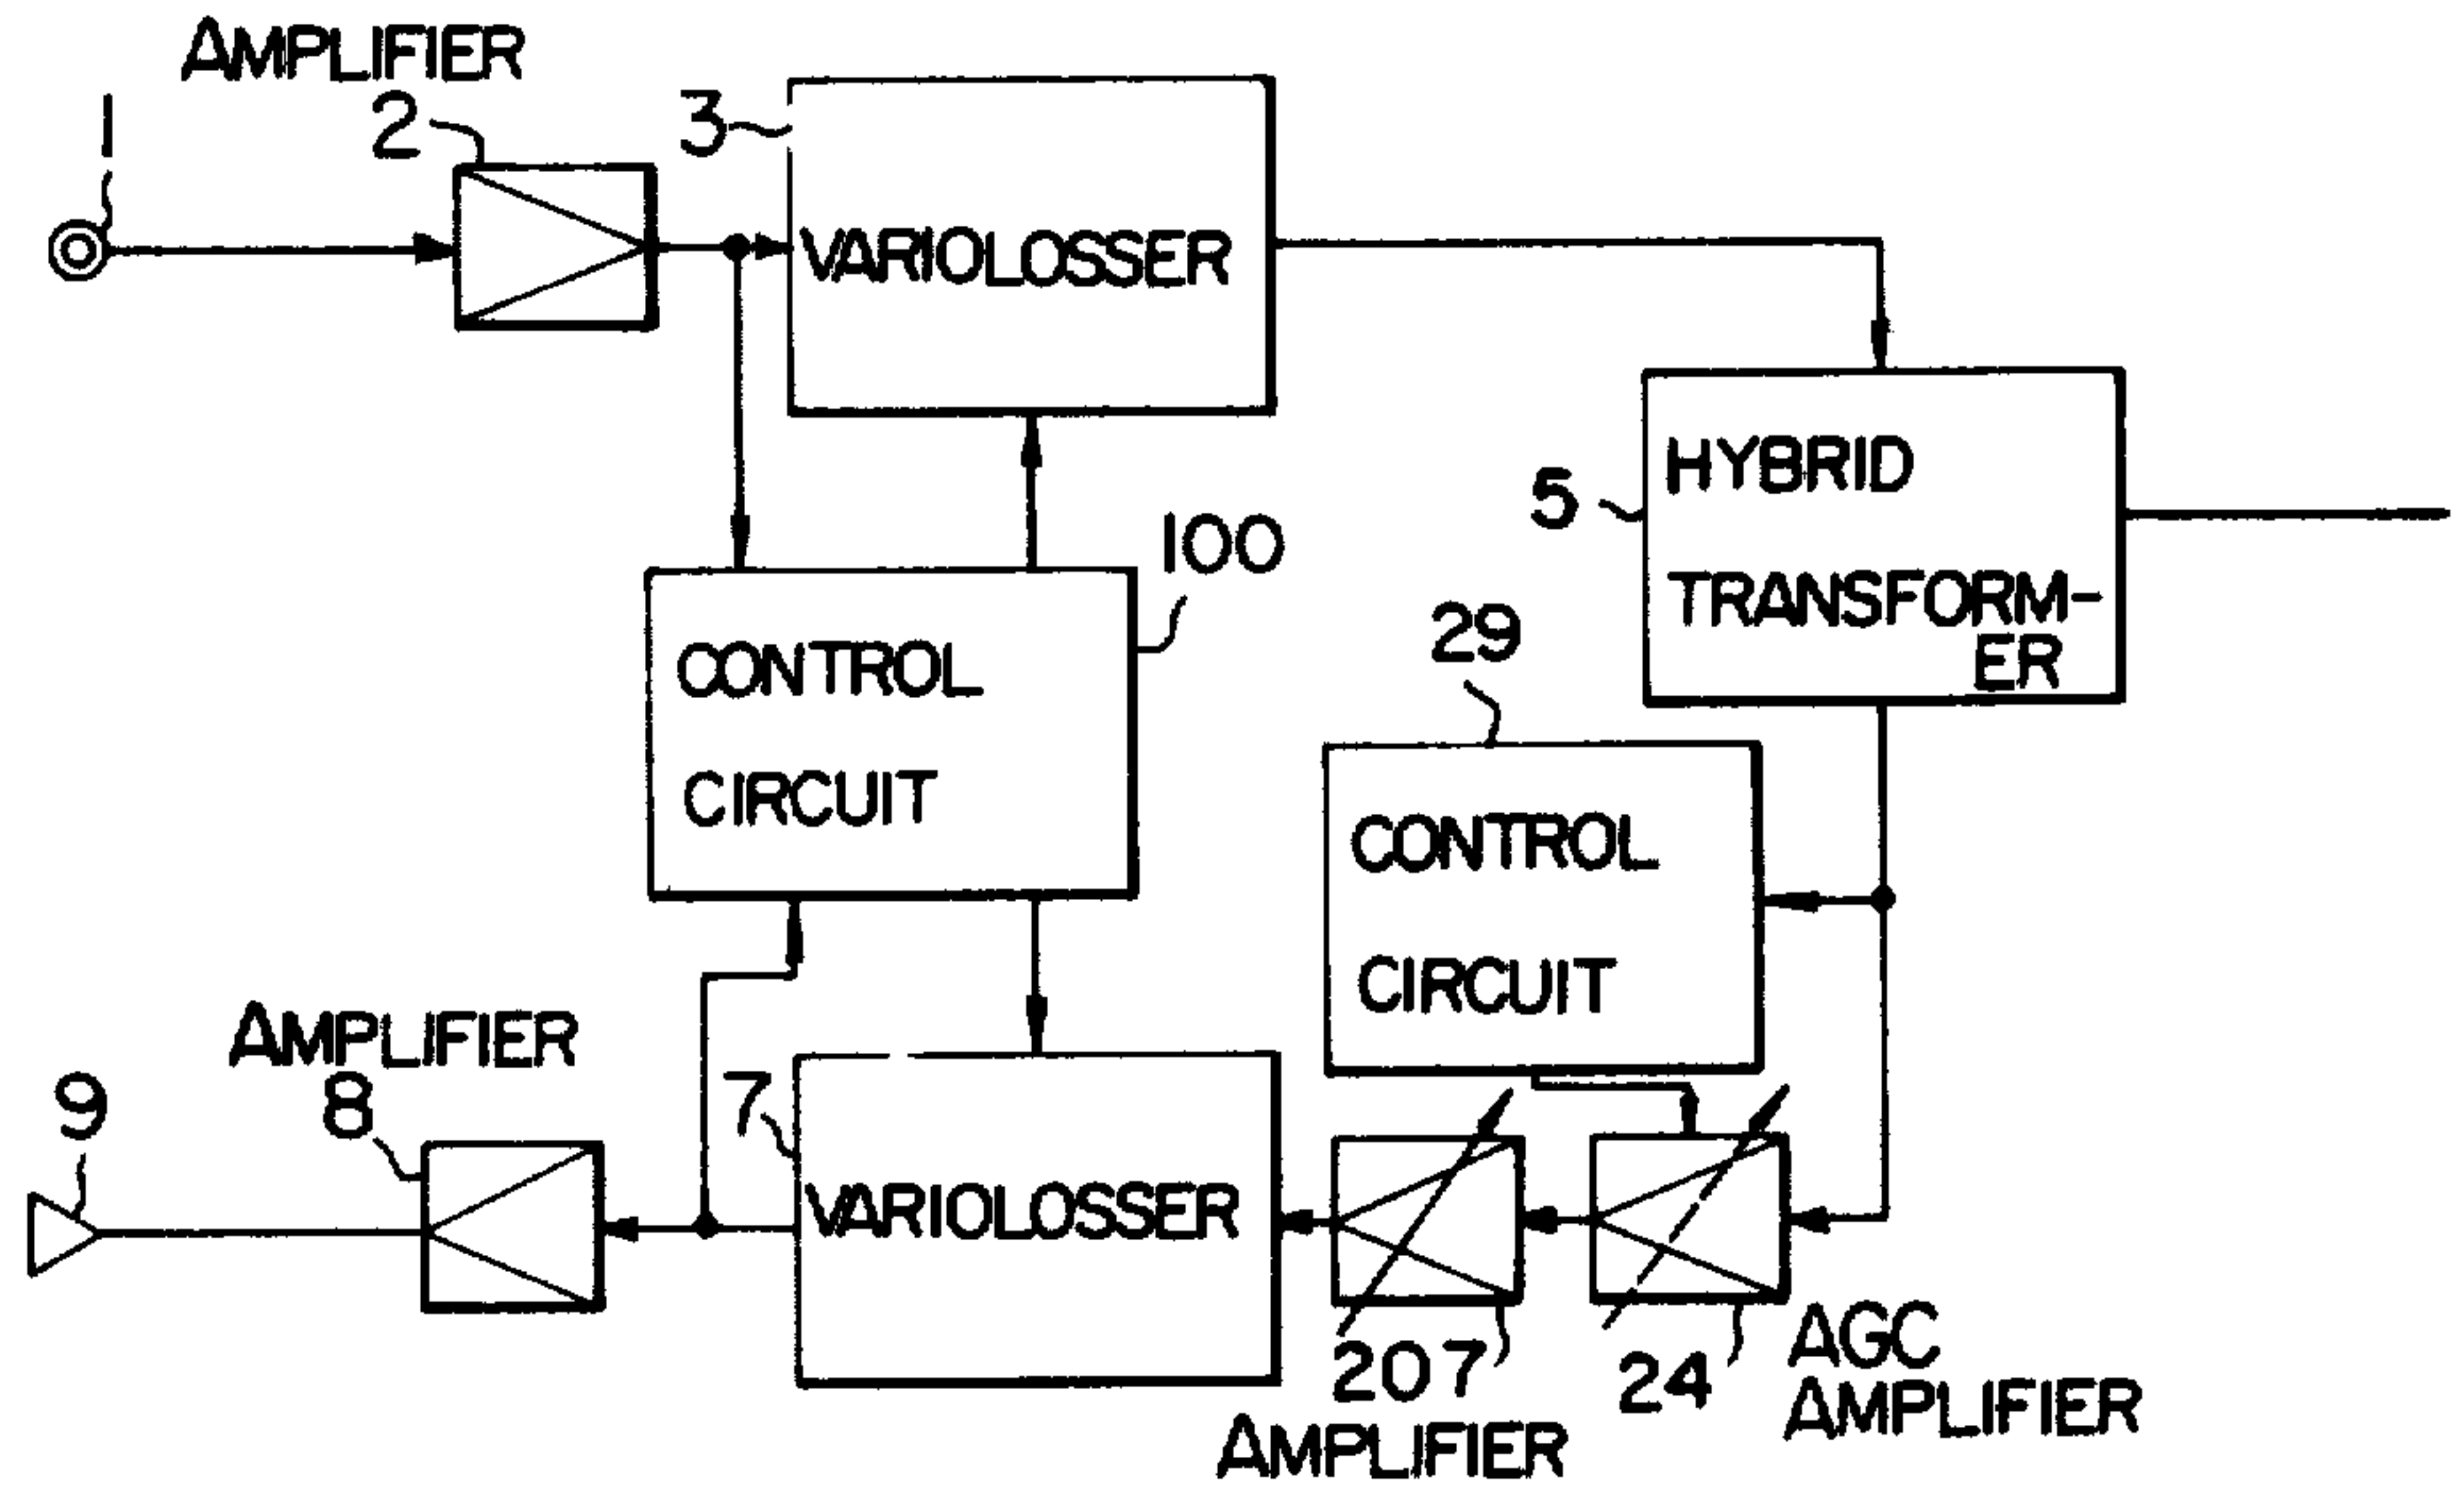 AMPLIFIER
1
2
3
VARIOLOSSER
HYBRID
TRANSFORM-
ER
5
100
CONTROL
CIRCUIT
29
CONTROL
CIRCUIT
AMPLIFIER
9
8
7
VARIOLOSSER
207
AMPLIFIER
24
AGC
AMPLIFIER